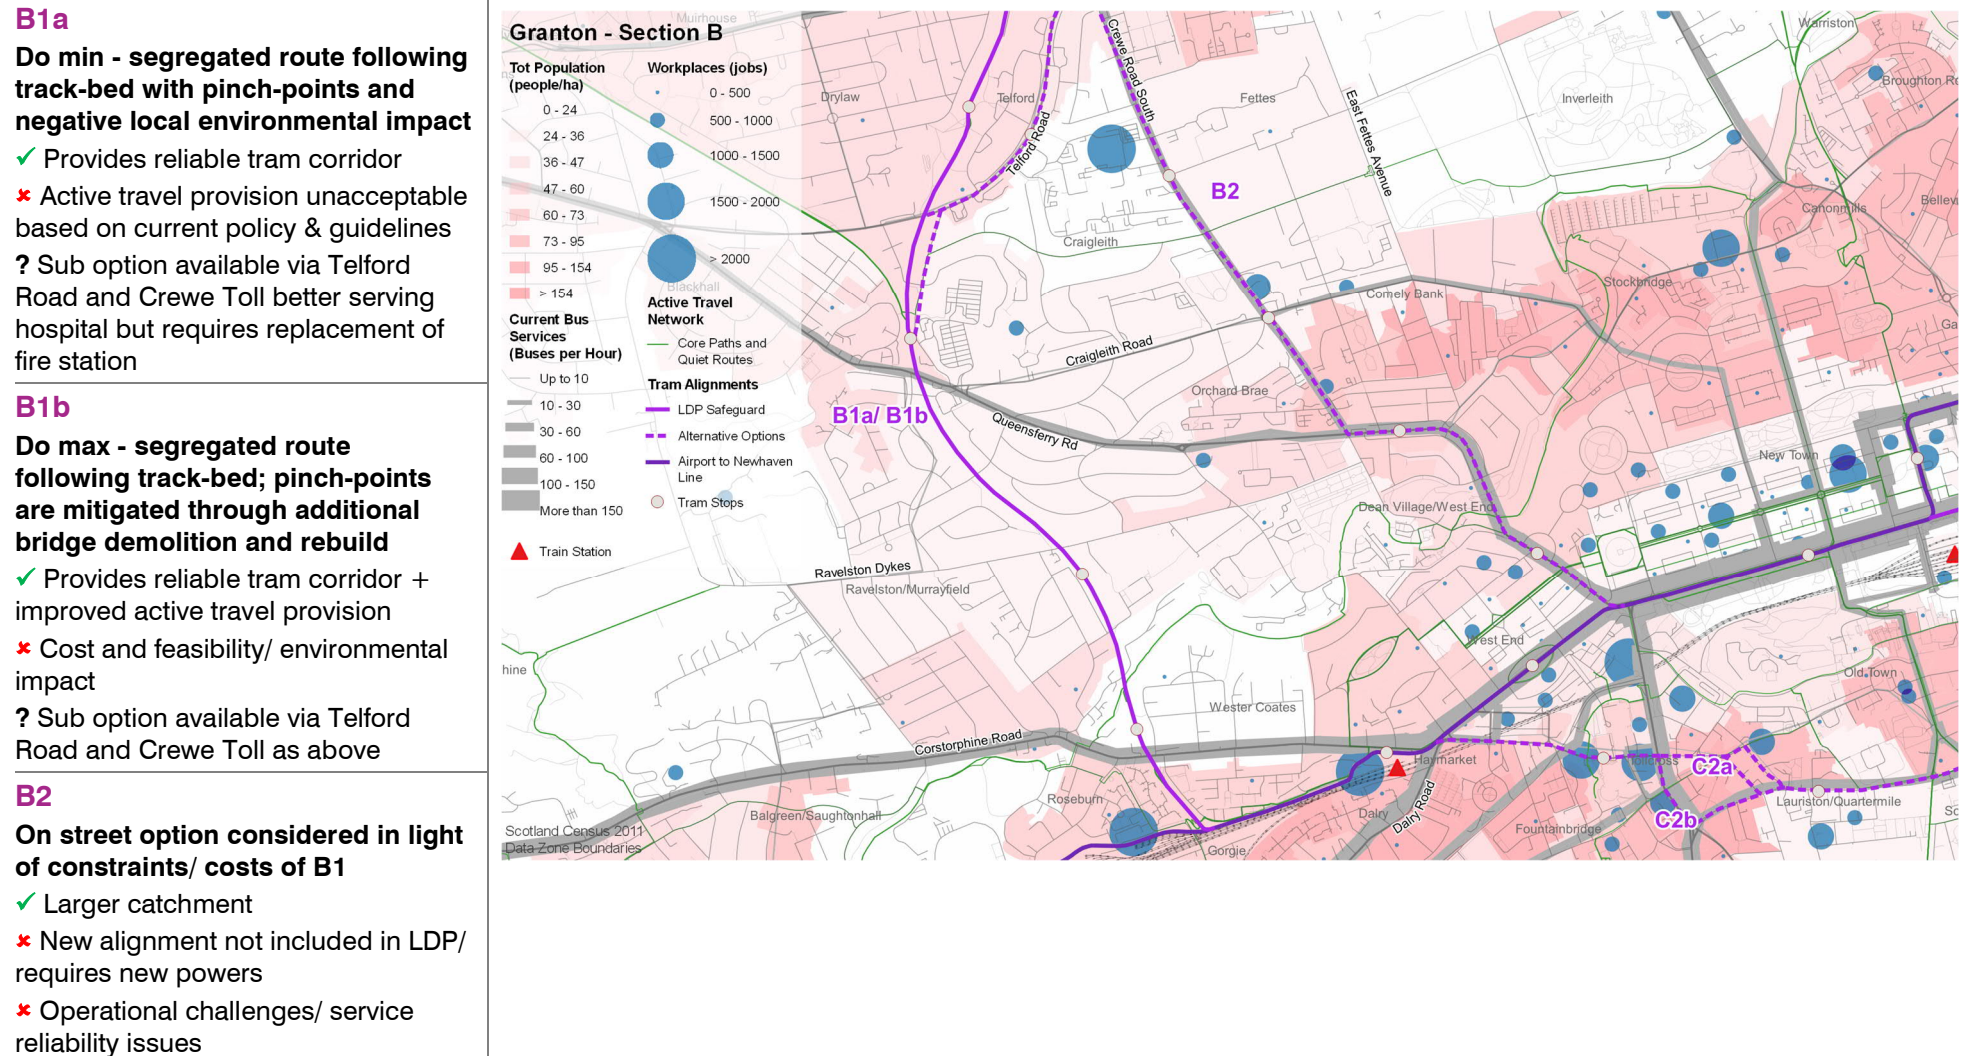 B1a
Do min - segregated route following
track-bed with pinch-points and
negative local environmental impact
✓ Provides reliable tram corridor
✘ Active travel provision unacceptable
based on current policy & guidelines
? Sub option available via Telford
Road and Crewe Toll better serving
hospital but requires replacement of
fire station
B1b
Do max - segregated route
following track-bed; pinch-points
are mitigated through additional
bridge demolition and rebuild
✓ Provides reliable tram corridor +
improved active travel provision
✘ Cost and feasibility/ environmental
impact
? Sub option available via Telford
Road and Crewe Toll as above
B2
On street option considered in light
of constraints/ costs of B1
✓ Larger catchment
✘ New alignment not included in LDP/
requires new powers
✘ Operational challenges/ service
reliability issues
Granton - Section B
Tot Population
(people/ha)
0 - 24
24 - 36
36 - 47
47 - 60
60 - 73
73 - 95
95 - 154
> 154
Current Bus
Services
(Buses per Hour)
Up to 10
10 - 30
30 - 60
60 - 100
100 - 150
More than 150
Train Station
Workplaces (jobs)
0 - 500
500 - 1000
1000 - 1500
1500 - 2000
> 2000
Active Travel
Network
Core Paths and
Quiet Routes
Tram Alignments
LDP Safeguard
Alternative Options
Airport to Newhaven
Line
Tram Stops
Scotland Census 2011
Data Zone Boundaries
Muirhouse
Drylaw
Telford
Telford Road
Crewe Road South
Fettes
East Fettes Avenue
Inverleith
Warriston
Broughton Ro
Canonmills
Bellev
B2
Craigleith
Blackhall
Comely Bank
Stockbridge
Ga
Craigleith Road
Orchard Brae
B1a/ B1b
Queensferry Rd
New Town
Dean Village/West End
Ravelston Dykes
Ravelston/Murrayfield
hine
West End
Old Town
Wester Coates
Corstorphine Road
Haymarket
Tollcross
C2a
Roseburn
Balgreen/Saughtonhall
Dalry
Dalry Road
Fountainbridge
C2b
Lauriston/Quartermile
Sc
Gorgie